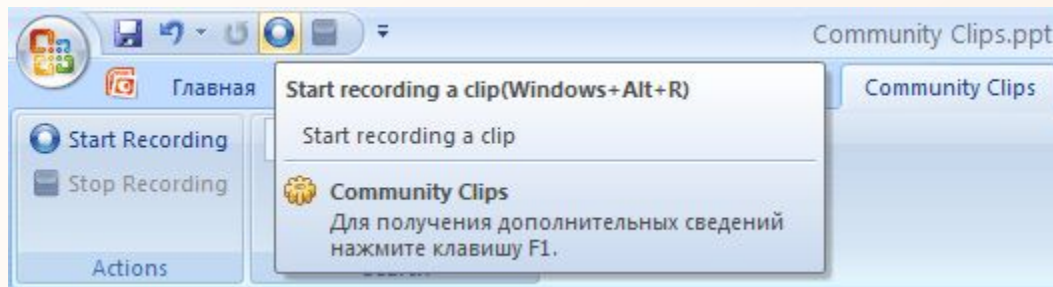 Community Clips.ppt
Главная
Community Clips
Start recording a clip(Windows+Alt+R)
Start recording a clip
Community Clips
Для получения дополнительных сведений
нажмите клавишу F1.
Start Recording
Stop Recording
Actions